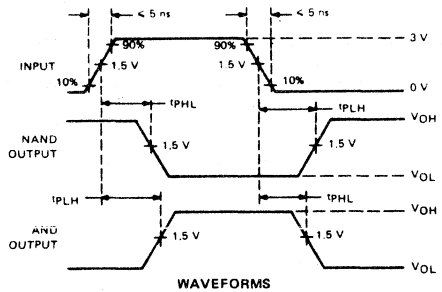 < 5 ns < 5 ns
90% 90% 3 V
INPUT 1.5 V 1.5 V
10% 10% 0 V
tPHL tPLH VOH
NAND OUTPUT 1.5 V 1.5 V
VOL
tPLH tPHL VOH
AND OUTPUT 1.5 V 1.5 V
VOL
WAVEFORMS